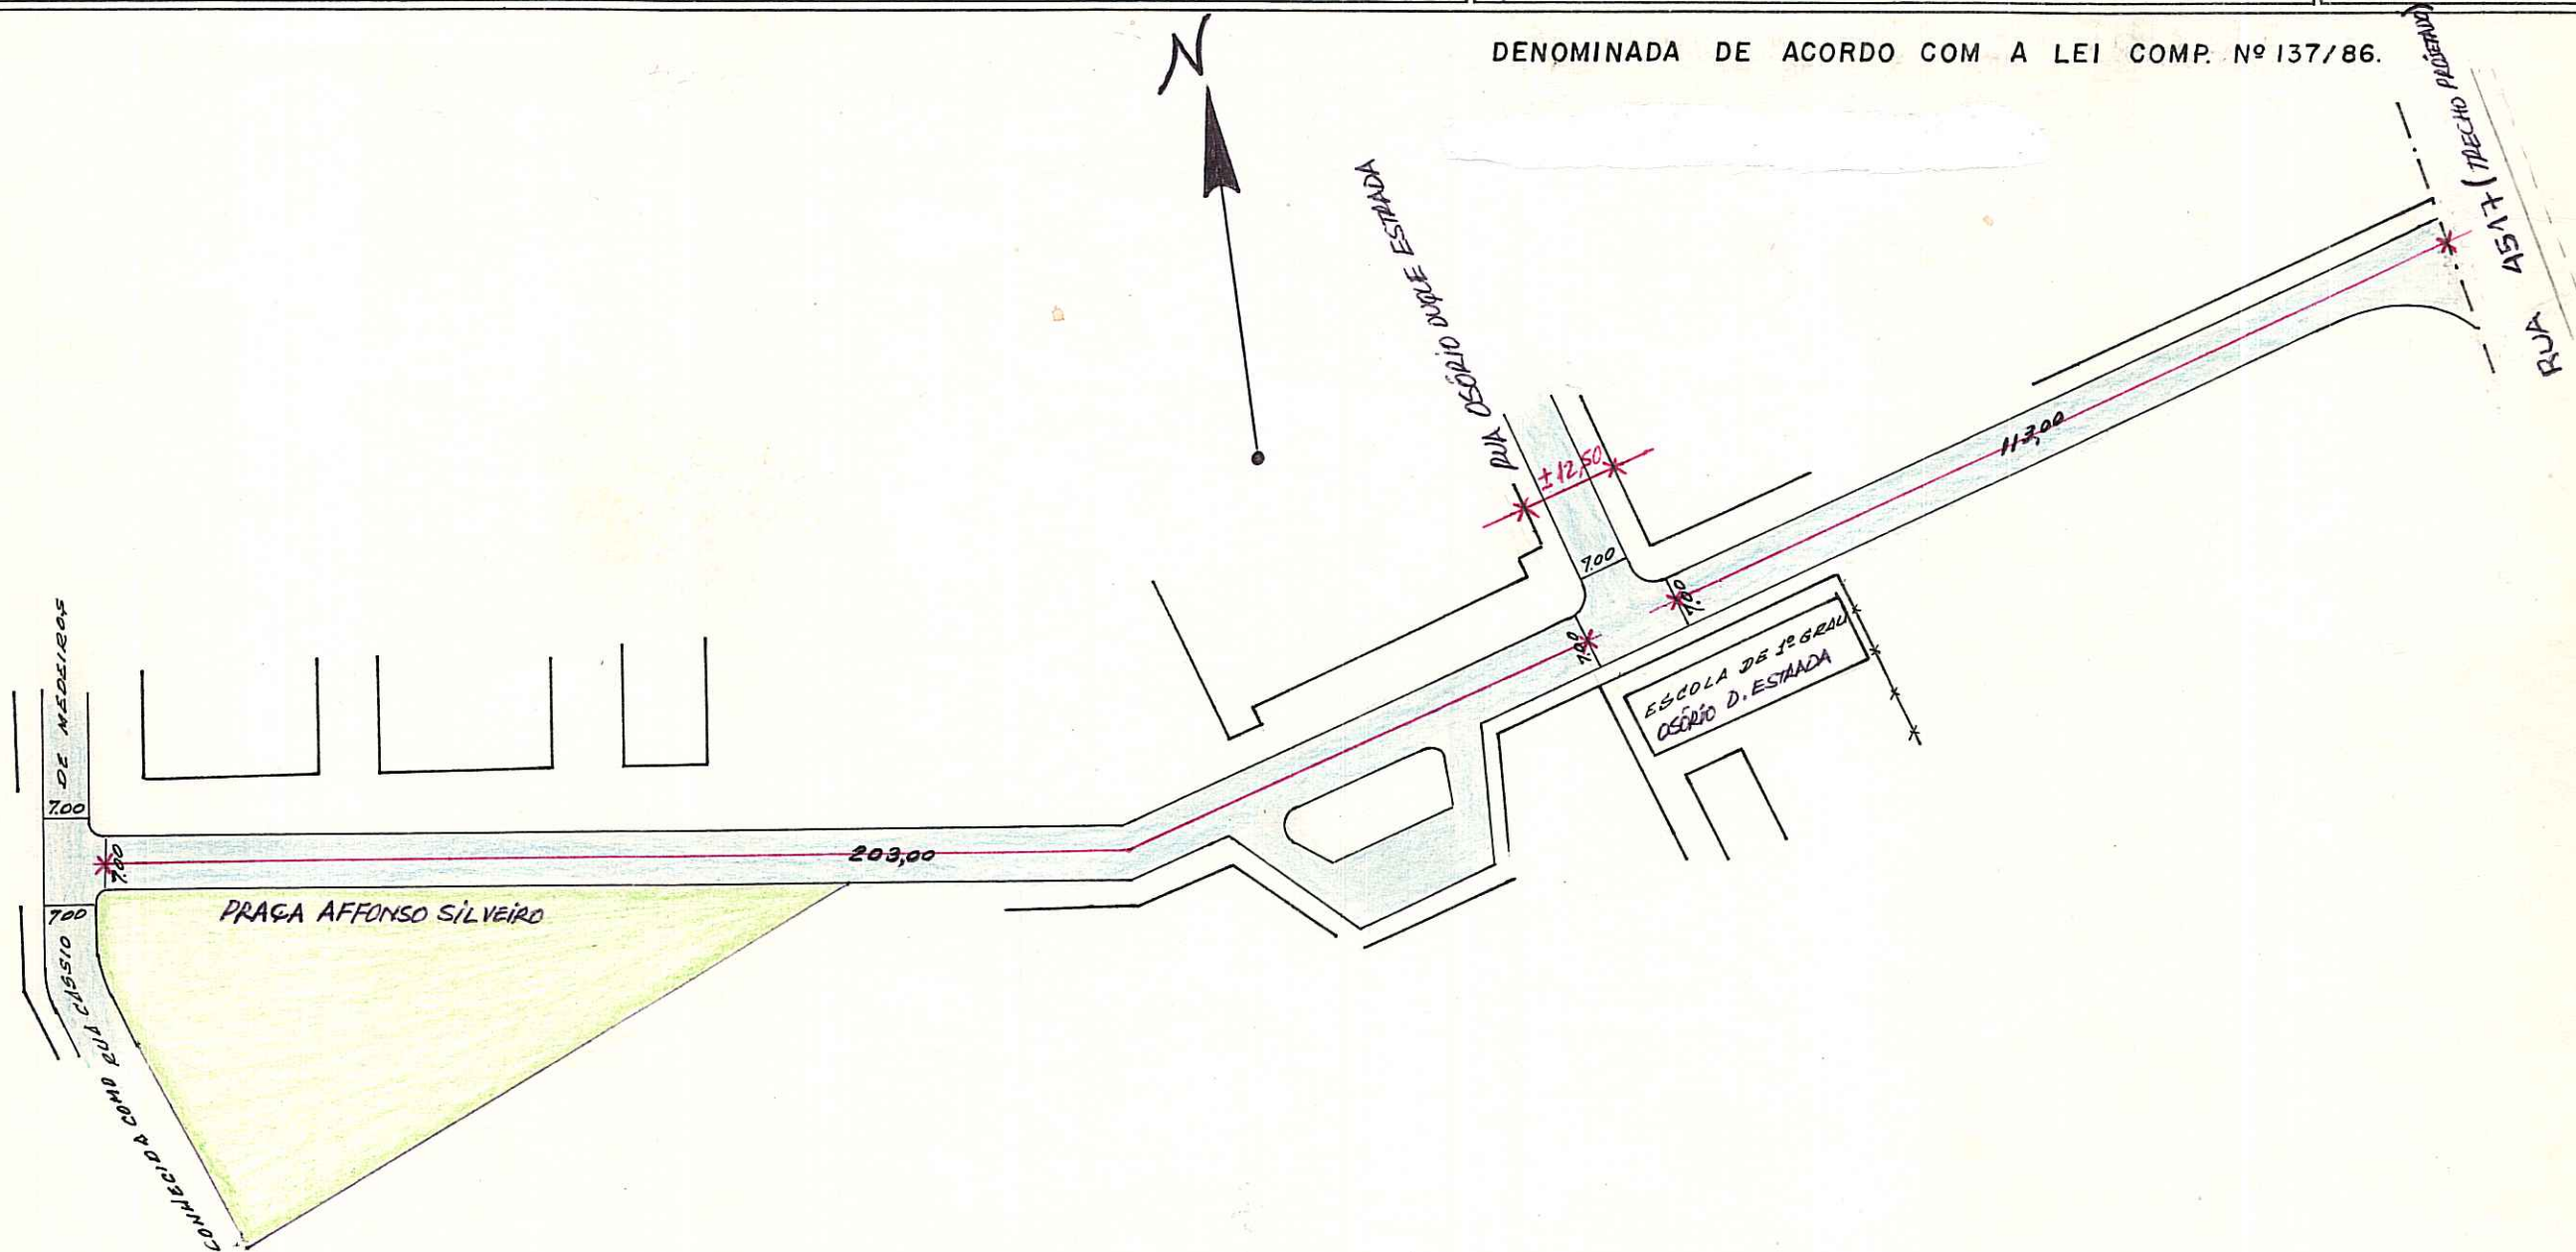 DENOMINADA DE ACORDO COM A LEI COMP. Nº 137/86.
N
RUA OSÓRIO DUQUE ESTRADA
RUA 4517 (TRECHO PROJETADO)
±12,50
113,00
7.00
7.00
7.00
ESCOLA DE 1º GRAU
OSÓRIO D. ESTRADA
DE MEDEIROS
7.00
7.00
203,00
7.00
PRAÇA AFFONSO SILVEIRO
CONHECIDA COMO RUA CASSIO